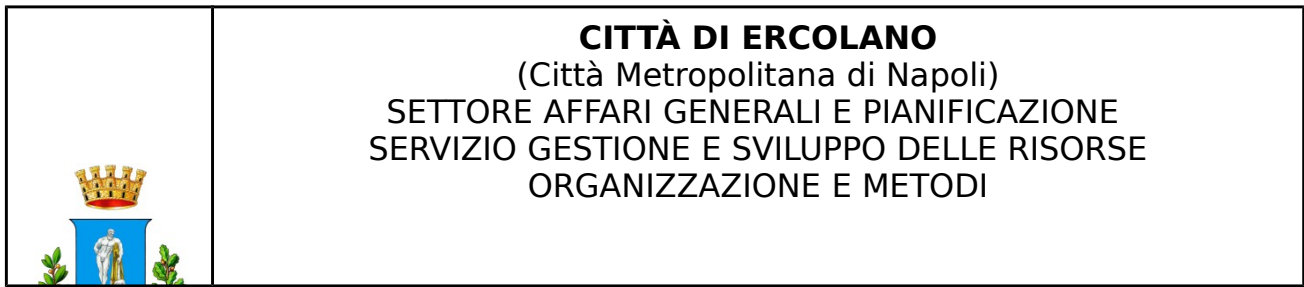 CITTÀ DI ERCOLANO
(Città Metropolitana di Napoli)
SETTORE AFFARI GENERALI E PIANIFICAZIONE
SERVIZIO GESTIONE E SVILUPPO DELLE RISORSE
ORGANIZZAZIONE E METODI